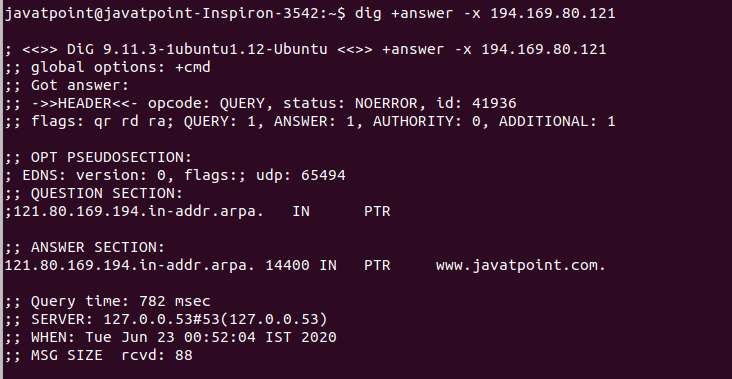 javatpoint@javatpoint-Inspiron-3542:~$ dig +answer -x 194.169.80.121
; <<>> DiG 9.11.3-1ubuntu1.12-Ubuntu <<>> +answer -x 194.169.80.121
;; global options: +cmd
;; Got answer:
;; ->>HEADER<<- opcode: QUERY, status: NOERROR, id: 41936
;; flags: qr rd ra; QUERY: 1, ANSWER: 1, AUTHORITY: 0, ADDITIONAL: 1
;; OPT PSEUDOSECTION:
; EDNS: version: 0, flags:; udp: 65494
;; QUESTION SECTION:
;121.80.169.194.in-addr.arpa. IN PTR
;; ANSWER SECTION:
121.80.169.194.in-addr.arpa. 14400 IN PTR www.javatpoint.com.
;; Query time: 782 msec
;; SERVER: 127.0.0.53#53(127.0.0.53)
;; WHEN: Tue Jun 23 00:52:04 IST 2020
;; MSG SIZE rcvd: 88